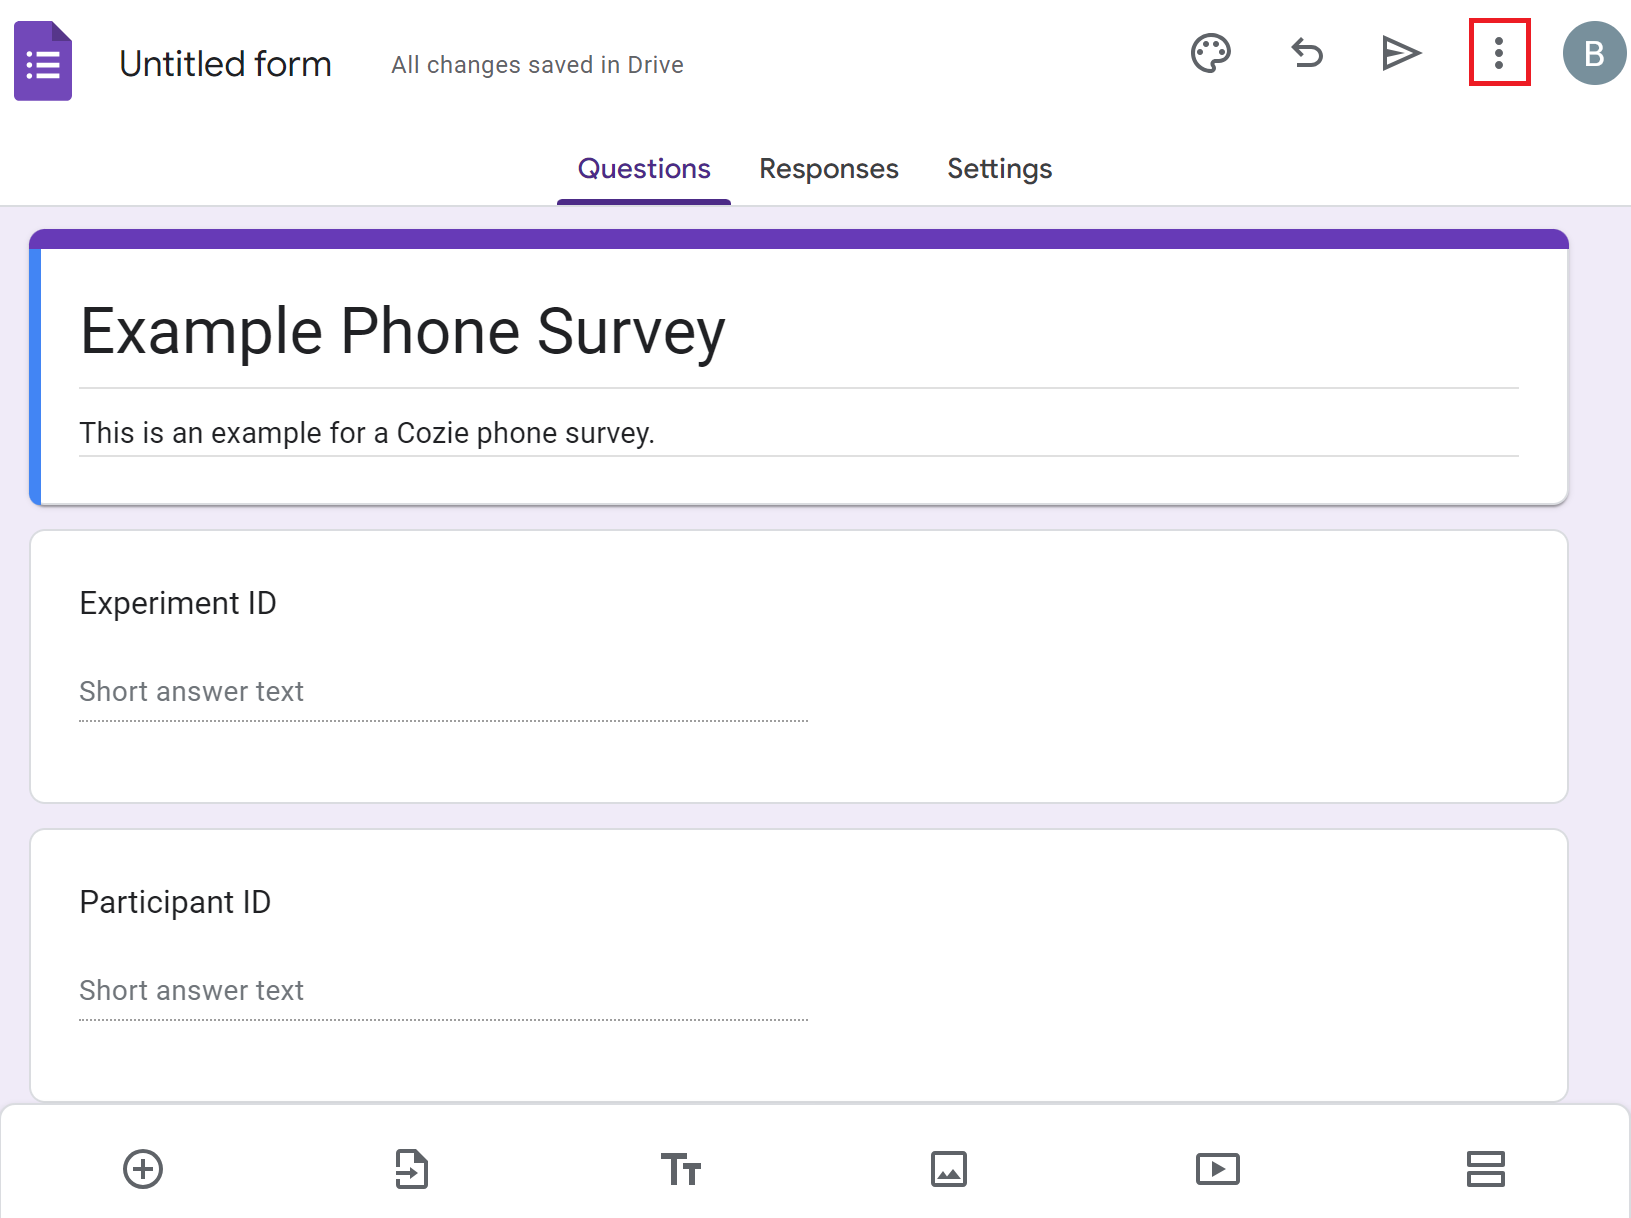 Untitled form
All changes saved in Drive
B
Questions
Responses
Settings
Example Phone Survey
This is an example for a Cozie phone survey.
Experiment ID
Short answer text
Participant ID
Short answer text
Tт